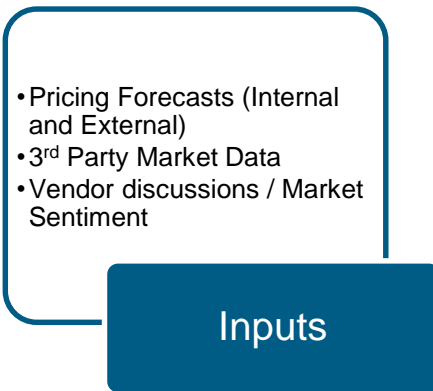 •Pricing Forecasts (Internal
and External)
•3rd Party Market Data
•Vendor discussions / Market
Sentiment
Inputs